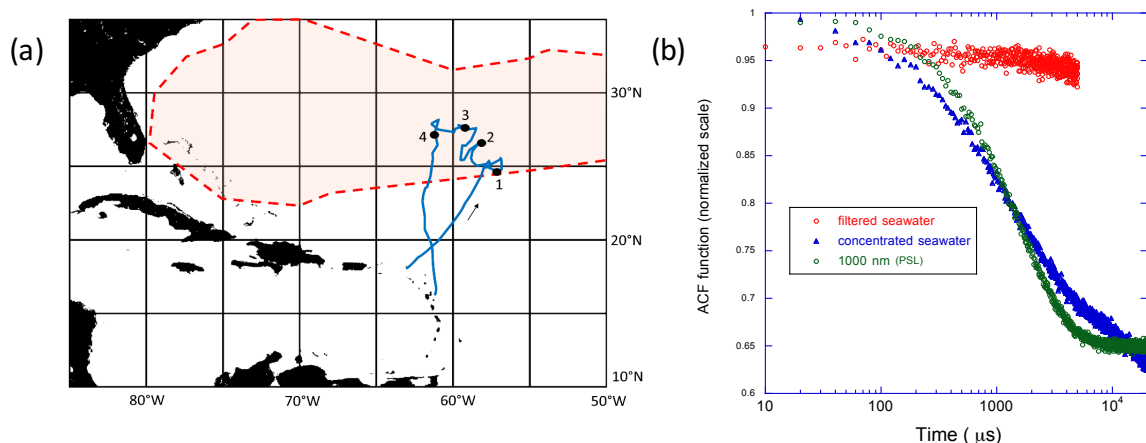 (a)
30°N
20°N
10°N
80°W
70°W
60°W
50°W
1
2
3
4
(b)
ACF function (normalized scale)
1
0.95
0.9
0.85
0.8
0.75
0.7
0.65
0.6
filtered seawater
concentrated seawater
1000 nm (PSL)
10
100
1000
10⁴
Time ( µs)